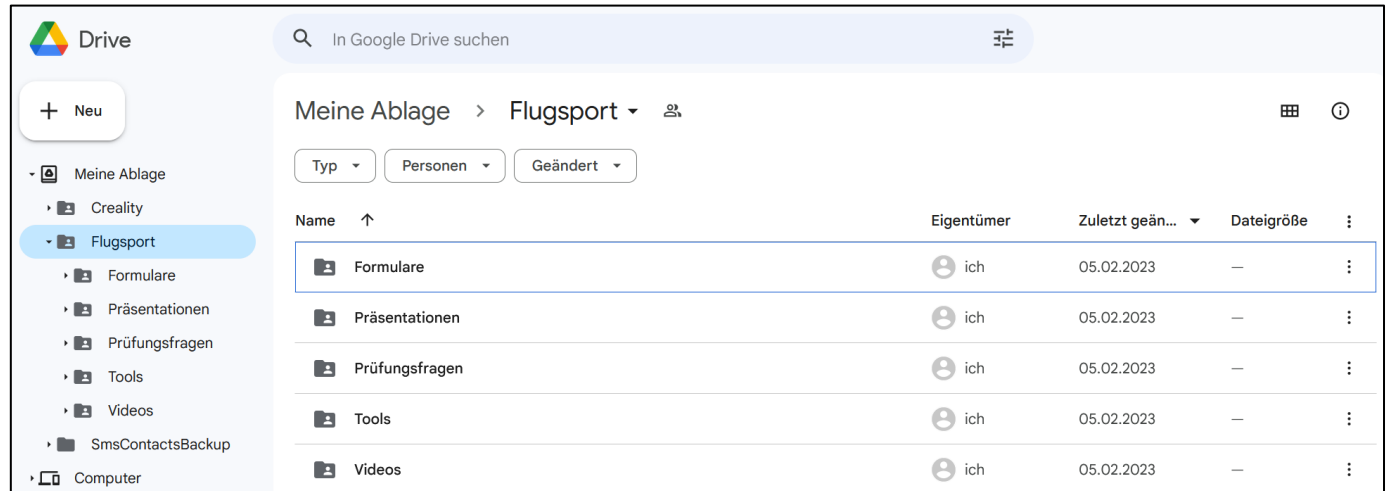 Drive
In Google Drive suchen
Neu
Meine Ablage
Creality
Flugsport
Formulare
Präsentationen
Prüfungsfragen
Tools
Videos
SmsContactsBackup
Computer
Meine Ablage > Flugsport
Typ Personen Geändert
Name Eigentümer Zuletzt geän... Dateigröße
Formulare ich 05.02.2023 —
Präsentationen ich 05.02.2023 —
Prüfungsfragen ich 05.02.2023 —
Tools ich 05.02.2023 —
Videos ich 05.02.2023 —